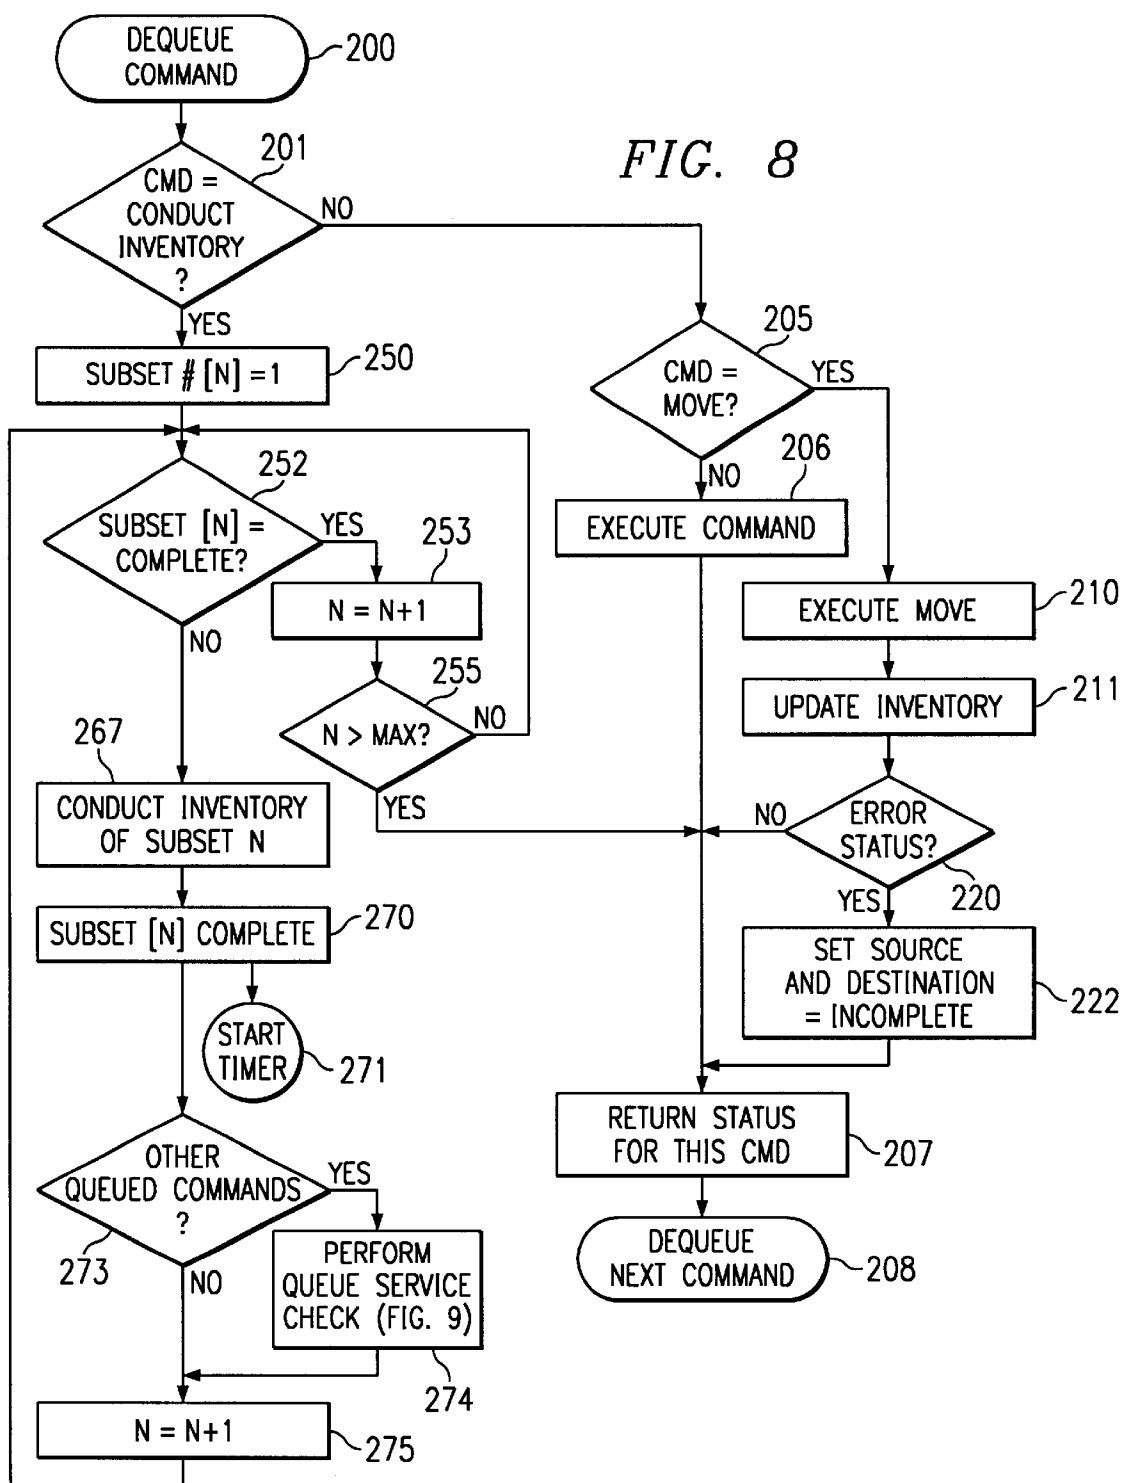 DEQUEUE
COMMAND
200
FIG. 8
201
CMD =
CONDUCT
INVENTORY
?
NO
YES
SUBSET # [N] = 1
250
205
CMD =
MOVE?
YES
NO
206
EXECUTE COMMAND
252
SUBSET [N] =
COMPLETE?
YES
NO
253
N = N+1
255
N > MAX?
NO
YES
EXECUTE MOVE
210
UPDATE INVENTORY
211
ERROR
STATUS?
NO
YES
220
SET SOURCE
AND DESTINATION
= INCOMPLETE
222
267
CONDUCT INVENTORY
OF SUBSET N
SUBSET [N] COMPLETE
270
START
TIMER
271
RETURN STATUS
FOR THIS CMD
207
DEQUEUE
NEXT COMMAND
208
OTHER
QUEUED COMMANDS
?
YES
273
NO
PERFORM
QUEUE SERVICE
CHECK (FIG. 9)
274
N = N+1
275